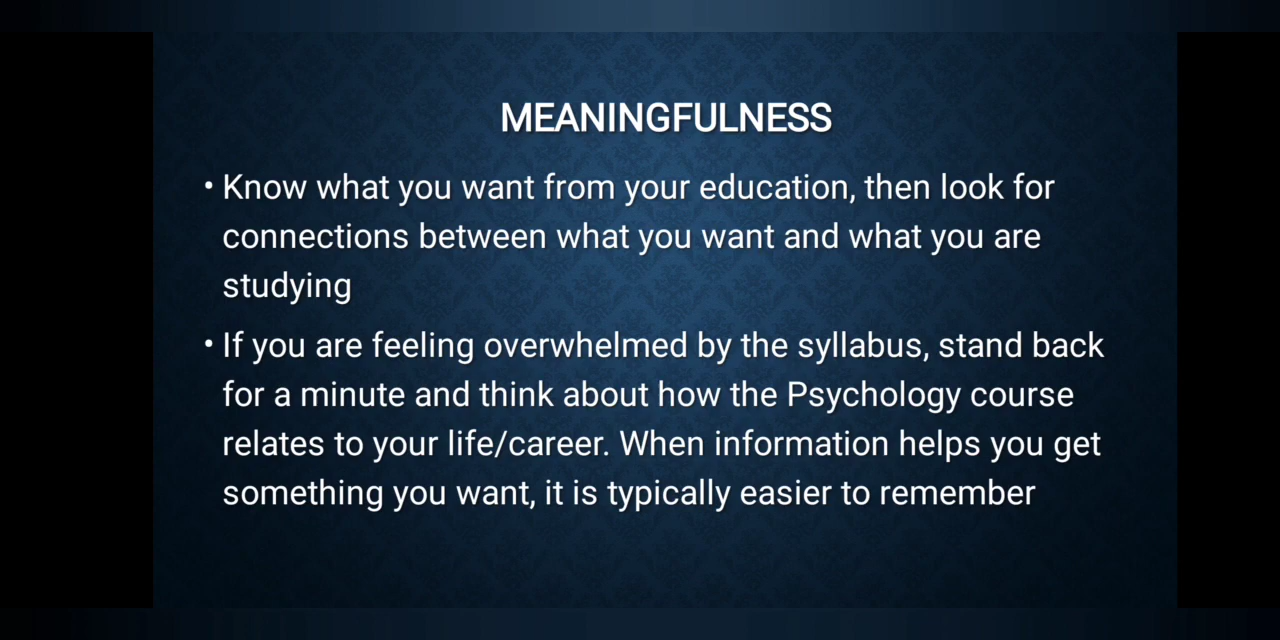 MEANINGFULNESS
• Know what you want from your education, then look for
connections between what you want and what you are
studying
• If you are feeling overwhelmed by the syllabus, stand back
for a minute and think about how the Psychology course
relates to your life/career. When information helps you get
something you want, it is typically easier to remember